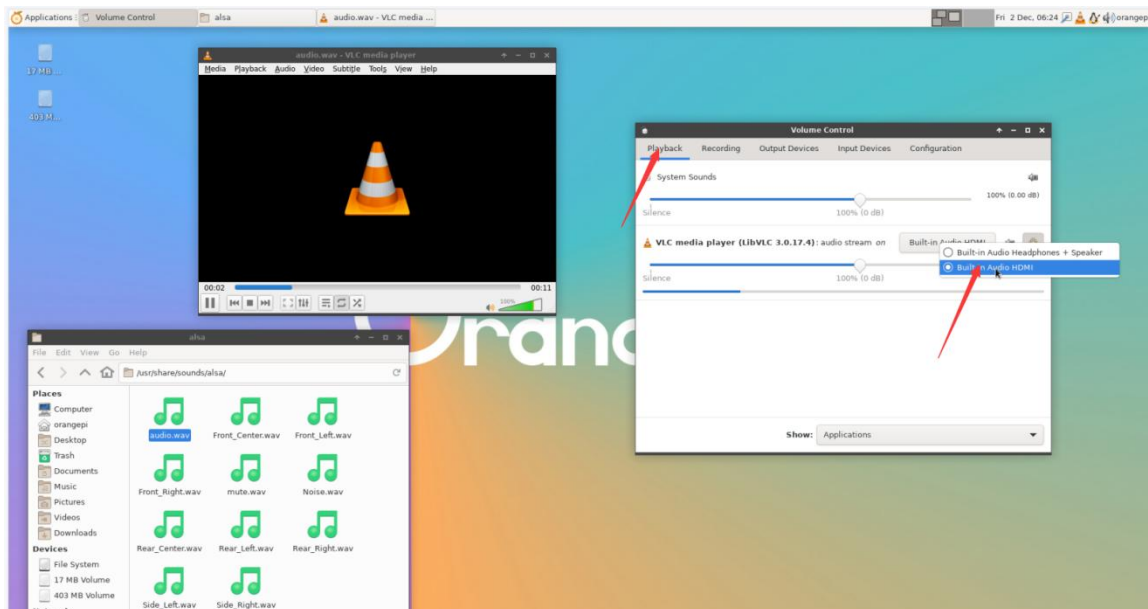 Applications
Volume Control
alsa
audio.wav - VLC media ...
Fri 2 Dec, 06:24
orangep
17 MB...
403 M...
audio.wav - VLC media player
Media Playback Audio Video Subtitle Tools View Help
00:02
00:11
100%
Volume Control
Playback Recording Output Devices Input Devices Configuration
System Sounds
100% (0.00 dB)
Silence 100% (0 dB)
VLC media player (LibVLC 3.0.17.4): audio stream on
Built-in Audio HDMI
Built-in Audio Headphones + Speaker
Built-in Audio HDMI
Silence 100% (0 dB)
Show: Applications
Oran
alsa
File Edit View Go Help
/usr/share/sounds/alsa/
Places
Computer
orangepi
Desktop
Trash
Documents
Music
Pictures
Videos
Downloads
Devices
File System
17 MB Volume
403 MB Volume
audio.wav Front_Center.wav Front_Left.wav
Front_Right.wav mute.wav Noise.wav
Rear_Center.wav Rear_Left.wav Rear_Right.wav
Side_Left.wav Side_Right.wav